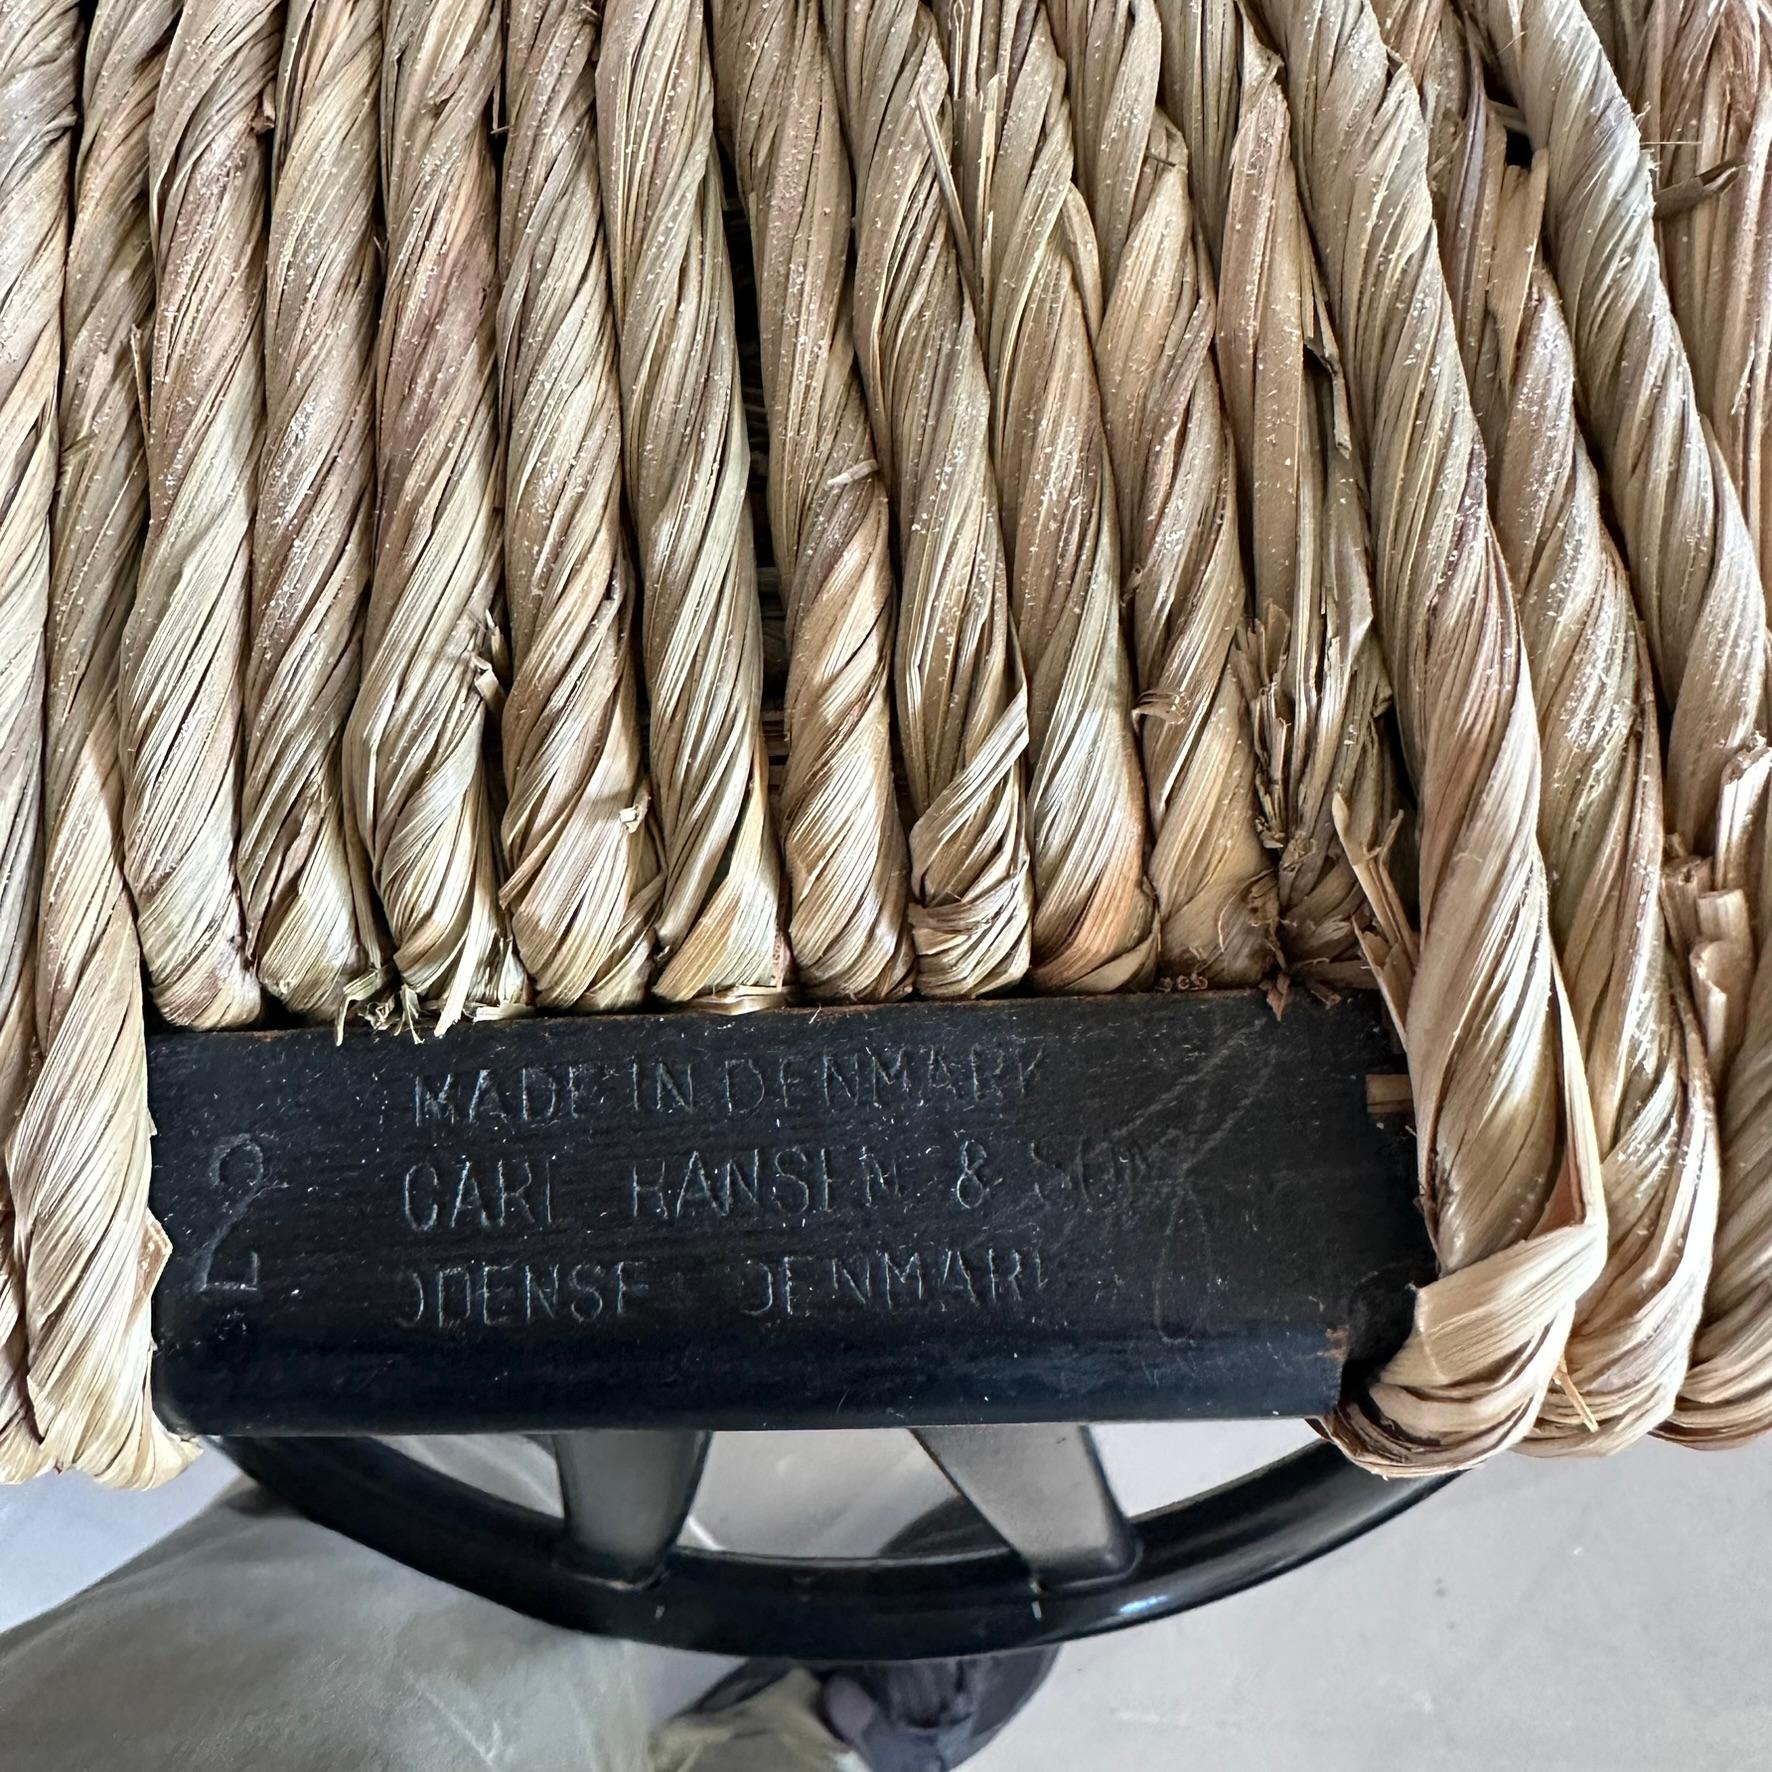 MADE IN DENMARK
CARL HANSEN & SON
ODENSE DENMARK